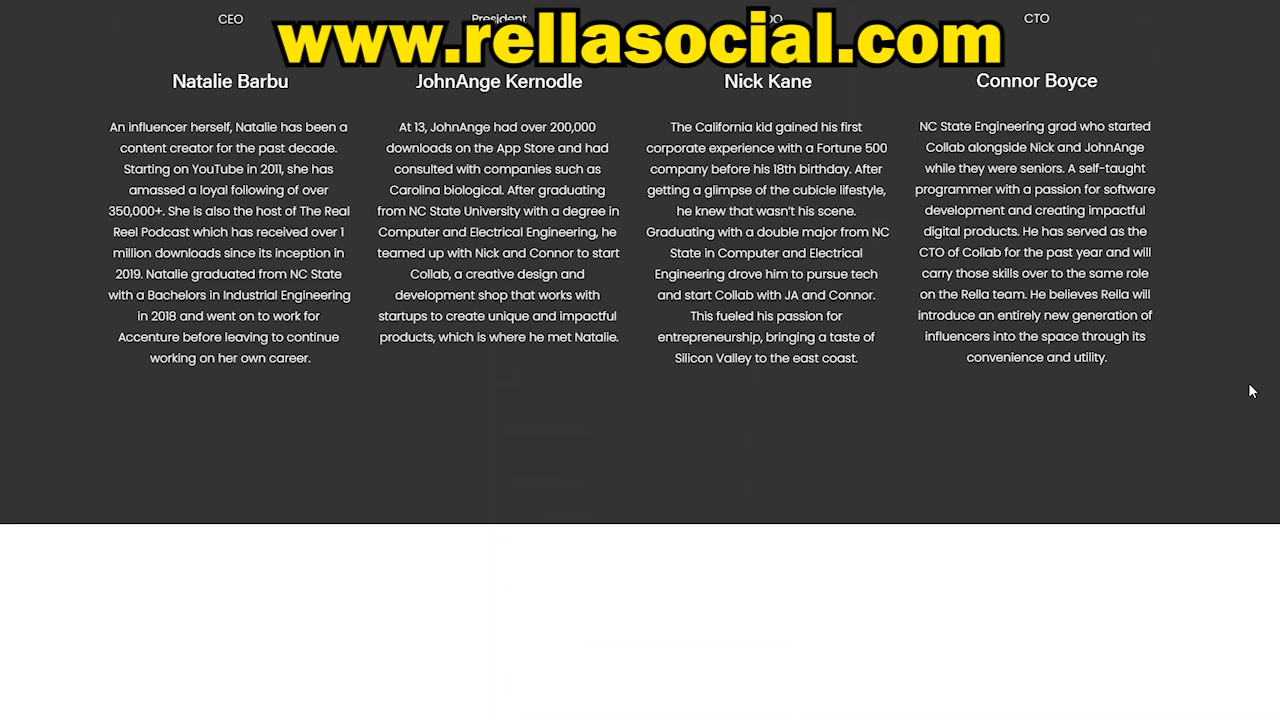 CEO
President
CTO
www.rellasocial.com
Natalie Barbu
An influencer herself, Natalie has been a
content creator for the past decade.
Starting on YouTube in 2011, she has
amassed a loyal following of over
350,000+. She is also the host of The Real
Reel Podcast which has received over 1
million downloads since its inception in
2019. Natalie graduated from NC State
with a Bachelors in Industrial Engineering
in 2018 and went on to work for
Accenture before leaving to continue
working on her own career.
JohnAnge Kernodle
At 13, JohnAnge had over 200,000
downloads on the App Store and had
consulted with companies such as
Carolina biological. After graduating
from NC State University with a degree in
Computer and Electrical Engineering, he
teamed up with Nick and Connor to start
Collab, a creative design and
development shop that works with
startups to create unique and impactful
products, which is where he met Natalie.
Nick Kane
The California kid gained his first
corporate experience with a Fortune 500
company before his 18th birthday. After
getting a glimpse of the cubicle lifestyle,
he knew that wasn't his scene.
Graduating with a double major from NC
State in Computer and Electrical
Engineering drove him to pursue tech
and start Collab with JA and Connor.
This fueled his passion for
entrepreneurship, bringing a taste of
Silicon Valley to the east coast.
Connor Boyce
NC State Engineering grad who started
Collab alongside Nick and JohnAnge
while they were seniors. A self-taught
programmer with a passion for software
development and creating impactful
digital products. He has served as the
CTO of Collab for the past year and will
carry those skills over to the same role
on the Rella team. He believes Rella will
introduce an entirely new generation of
influencers into the space through its
convenience and utility.